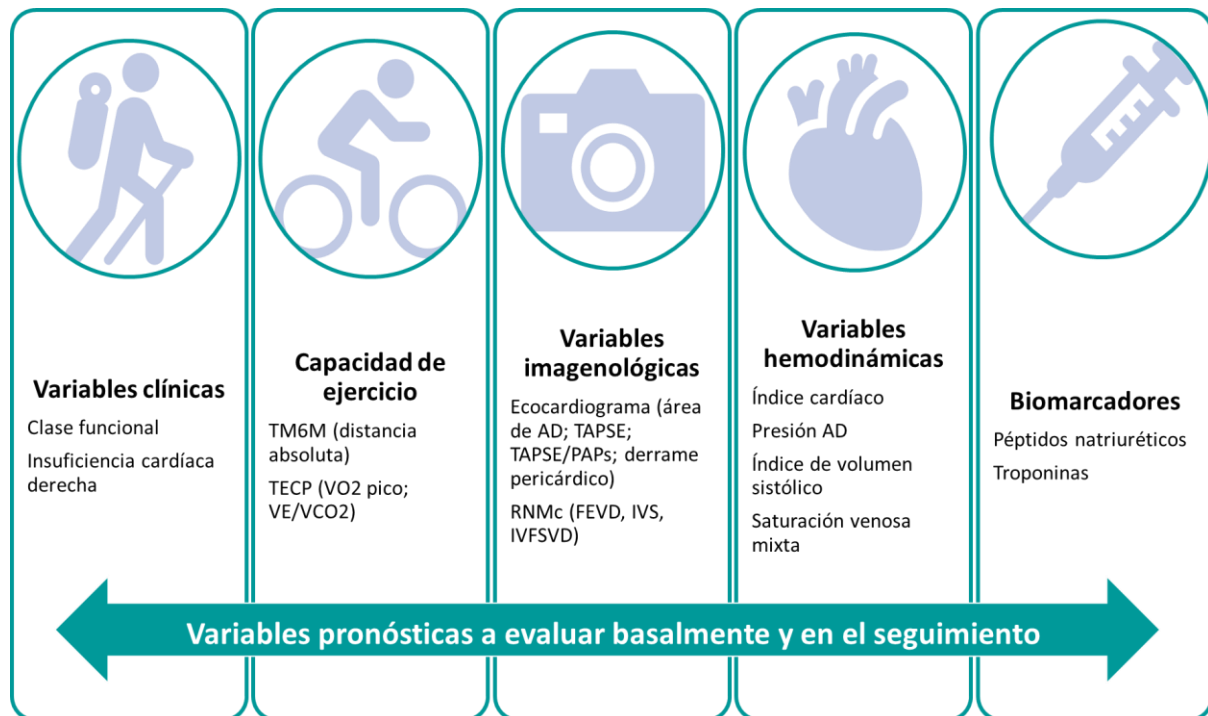 Variables clínicas
Clase funcional
Insuficiencia cardíaca
derecha
Capacidad de
ejercicio
TM6M (distancia
absoluta)
TECP (VO2 pico;
VE/VCO2)
Variables
imagenológicas
Ecocardiograma (área
de AD; TAPSE;
TAPSE/PAPs; derrame
pericárdico)
RNMc (FEVD, IVS,
IVFSVD)
Variables
hemodinámicas
Índice cardíaco
Presión AD
Índice de volumen
sistólico
Saturación venosa
mixta
Biomarcadores
Péptidos natriuréticos
Troponinas
Variables pronósticas a evaluar basalmente y en el seguimiento